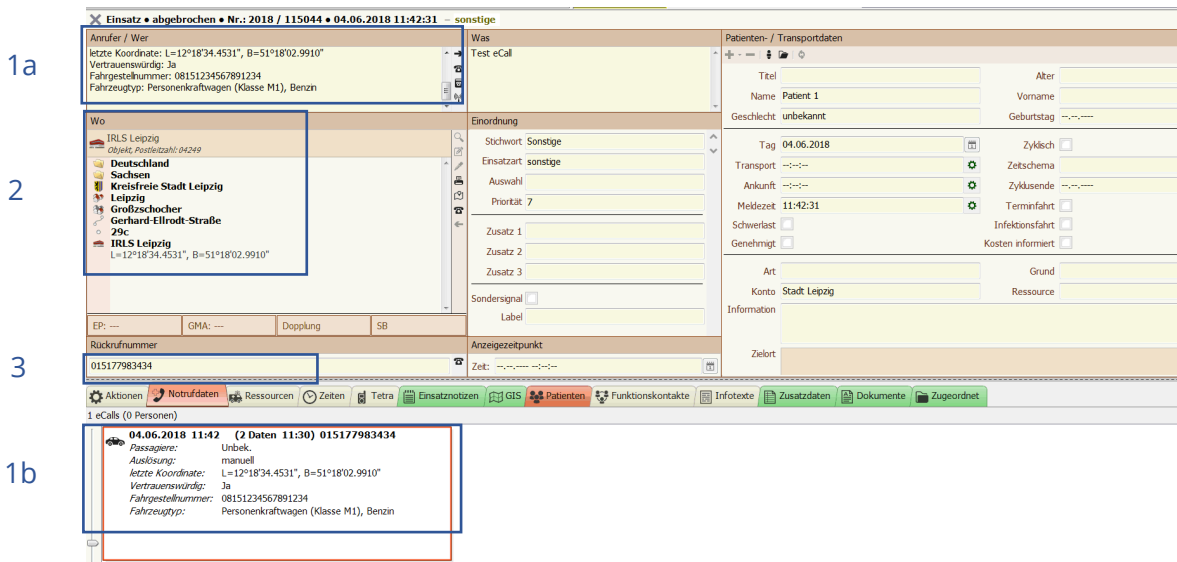 Einsatz ● abgebrochen ● Nr.: 2018 / 115044 ● 04.06.2018 11:42:31 – sonstige
1a
Anrufer / Wer
letzte Koordinate: L=12°18'34.4531", B=51°18'02.9910"
Vertrauenswürdig: Ja
Fahrgestellnummer: 08151234567891234
Fahrzeugtyp: Personenkraftwagen (Klasse M1), Benzin
2
Wo
IRLS Leipzig
Objekt, Postleitzahl: 04249
Deutschland
Sachsen
Kreisfreie Stadt Leipzig
Leipzig
Großzschocher
Gerhard-Ellrodt-Straße
29c
IRLS Leipzig
L=12°18'34.4531", B=51°18'02.9910"
EP: --- GMA: --- Dopplung SB
3
Rückrufnummer
015177983434
Was
Test eCall
Einordnung
Stichwort Sonstige
Einsatzart sonstige
Auswahl
Priorität 7
Zusatz 1
Zusatz 2
Zusatz 3
Sondersignal
Label
Anzeigezeitpunkt
Zeit: --.--.---- --:--:--
Patienten- / Transportdaten
Titel Alter
Name Patient 1 Vorname
Geschlecht unbekannt Geburtstag --.--.----
Tag 04.06.2018 Zyklisch
Transport --:--:-- Zeitschema
Ankunft --:--:-- Zyklusende --.--.----
Meldezeit 11:42:31 Terminfahrt
Schwerlast Infektionsfahrt
Genehmigt Kosten informiert
Art Grund
Konto Stadt Leipzig Ressource
Information
Zielort
Aktionen Notrufdaten Ressourcen Zeiten Tetra Einsatznotizen GIS Patienten Funktionskontakte Infotexte Zusatzdaten Dokumente Zugeordnet
1 eCalls (0 Personen)
1b
04.06.2018 11:42 (2 Daten 11:30) 015177983434
Passagiere: Unbek.
Auslösung: manuell
letzte Koordinate: L=12°18'34.4531", B=51°18'02.9910"
Vertrauenswürdig: Ja
Fahrgestellnummer: 08151234567891234
Fahrzeugtyp: Personenkraftwagen (Klasse M1), Benzin